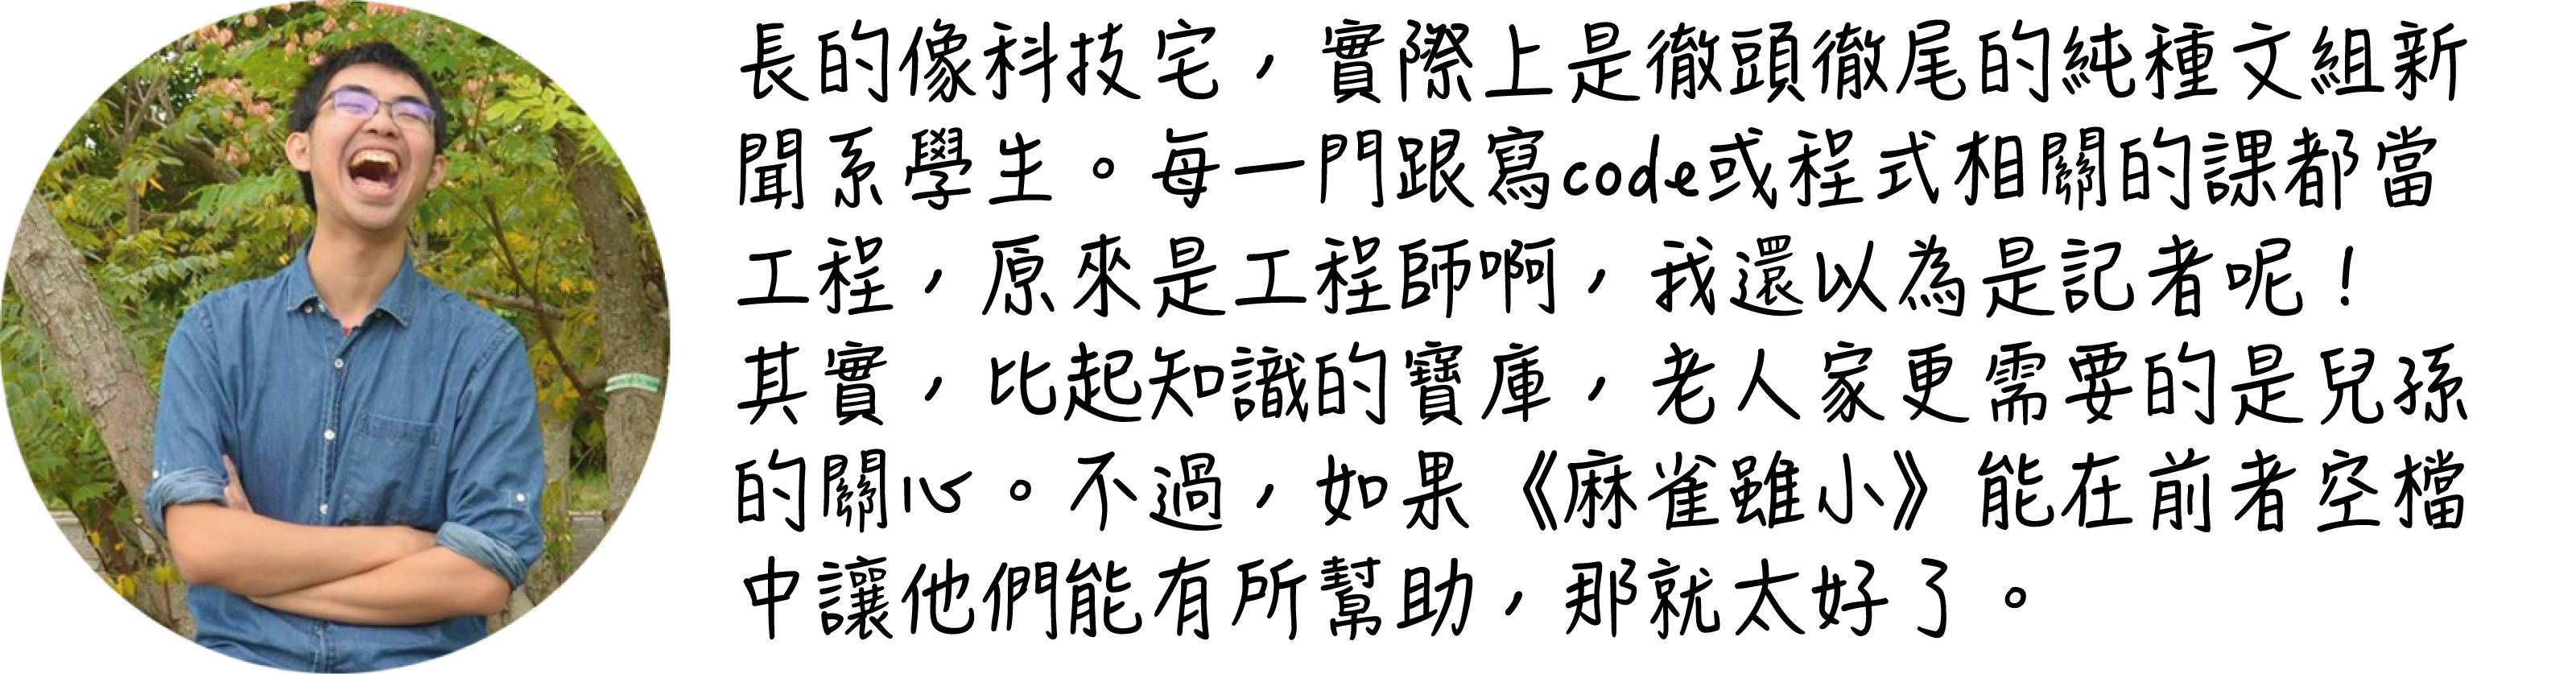 長的像科技宅，實際上是徹頭徹尾的純種文組新
聞系學生。每一門跟寫code或程式相關的課都當
工程，原來是工程師啊，我還以為是記者呢！
其實，比起知識的寶庫，老人家更需要的是兒孫
的關心。不過，如果《麻雀雖小》能在前者空檔
中讓他們能有所幫助，那就太好了。